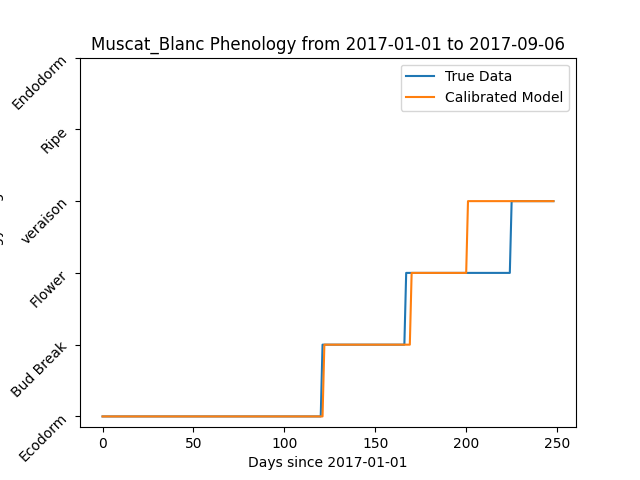 Muscat_Blanc Phenology from 2017-01-01 to 2017-09-06
True Data
Calibrated Model
Endodorm
Ripe
veraison
Flower
Bud Break
Ecodorm
0 50 100 150 200 250
Days since 2017-01-01